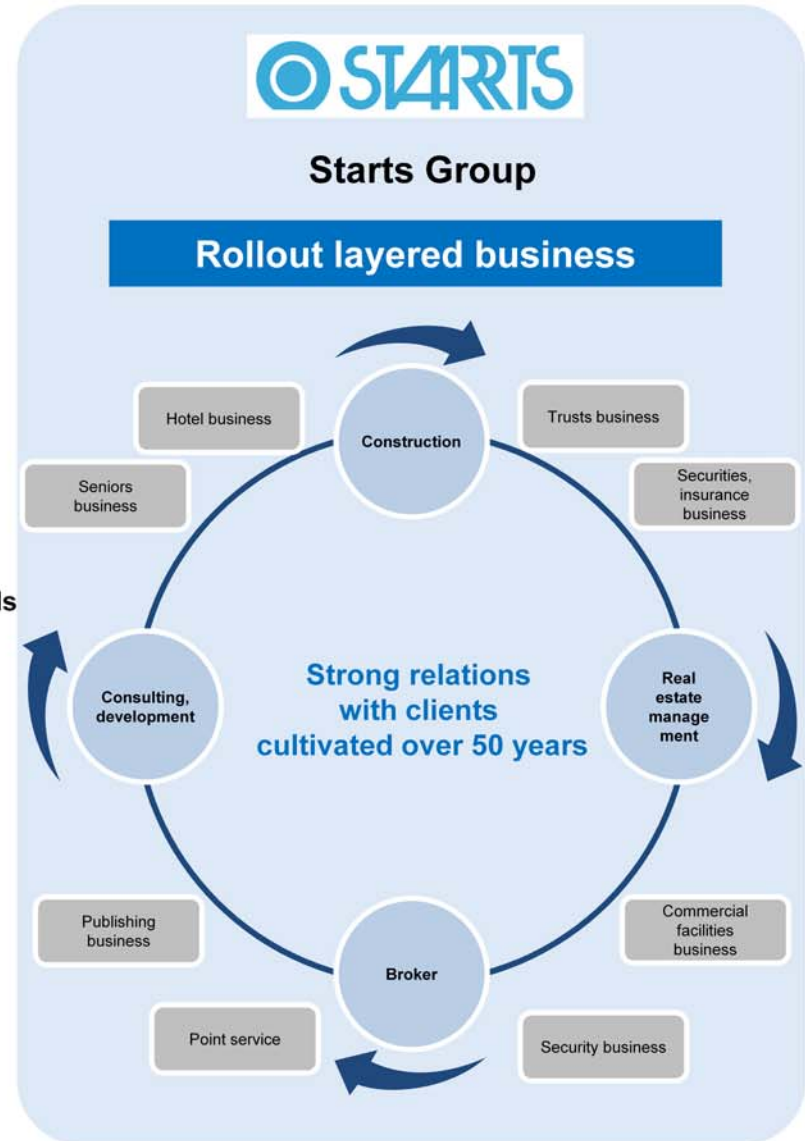 STARTS
Starts Group
Rollout layered business
Hotel business
Construction
Trusts business
Seniors
business
Securities,
insurance
business
ls
Consulting,
development
Strong relations
with clients
cultivated over 50 years
Real
estate
manage
ment
Publishing
business
Commercial
facilities
business
Broker
Point service
Security business